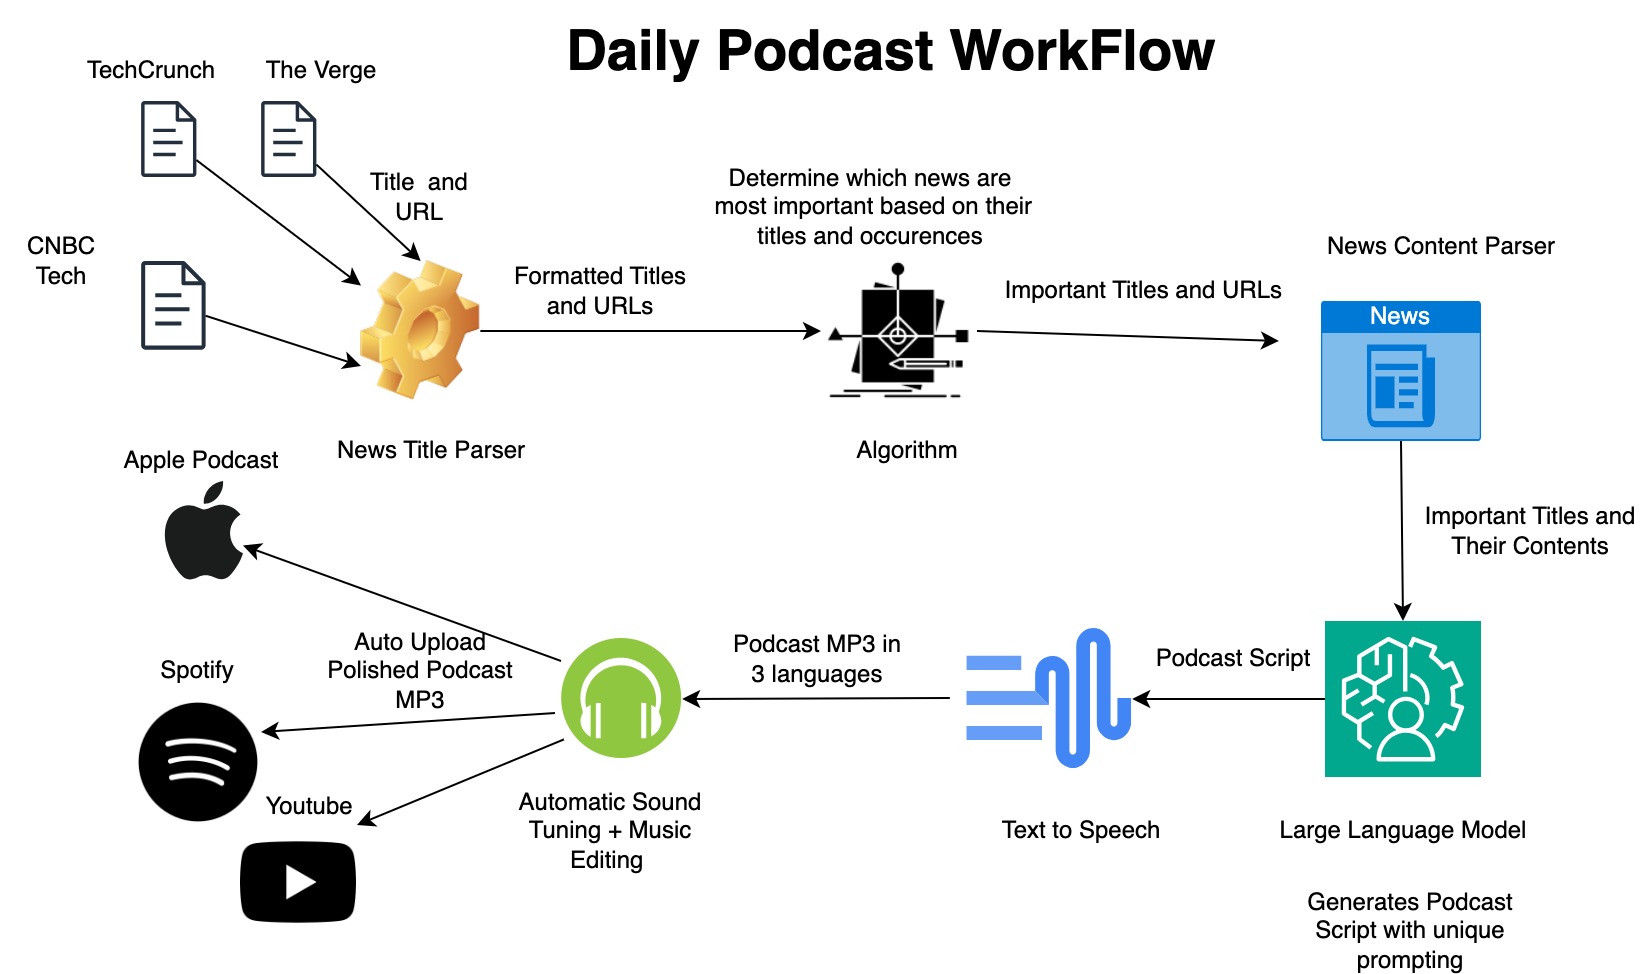 Daily Podcast WorkFlow
TechCrunch
The Verge
Title and
URL
CNBC
Tech
Formatted Titles
and URLs
Determine which news are
most important based on their
titles and occurences
Important Titles and URLs
News Content Parser
News
News Title Parser
Algorithm
Important Titles and
Their Contents
Apple Podcast
Auto Upload
Polished Podcast
MP3
Spotify
Youtube
Podcast MP3 in
3 languages
Podcast Script
Automatic Sound
Tuning + Music
Editing
Text to Speech
Large Language Model
Generates Podcast
Script with unique
prompting